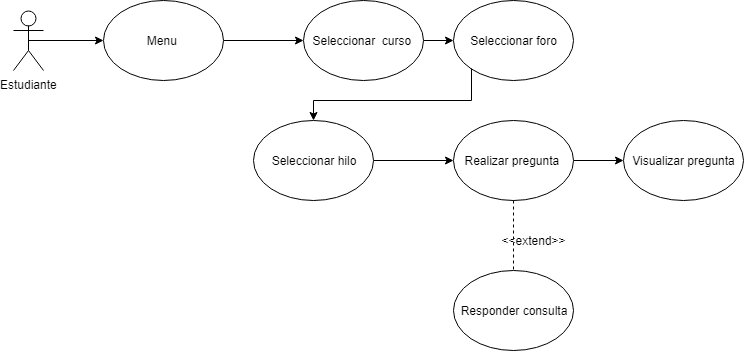 Estudiante
Menu
Seleccionar curso
Seleccionar foro
Seleccionar hilo
Realizar pregunta
Visualizar pregunta
<<extend>>
Responder consulta